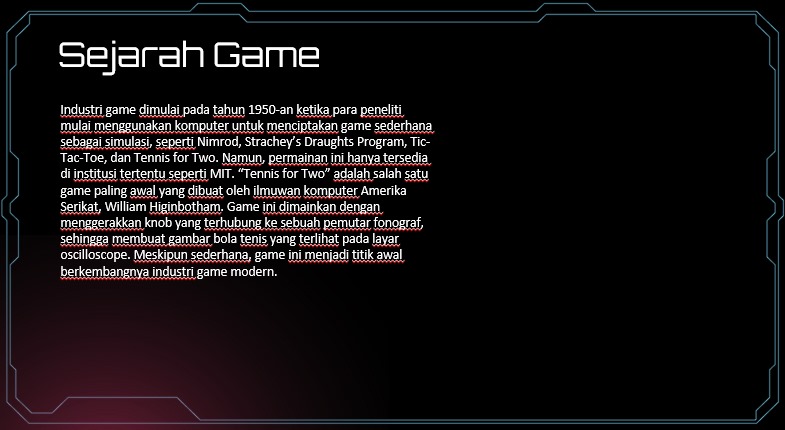 Sejarah Game
Industri game dimulai pada tahun 1950-an ketika para peneliti
mulai menggunakan komputer untuk menciptakan game sederhana
sebagai simulasi, seperti Nimrod, Strachey’s Draughts Program, Tic-
Tac-Toe, dan Tennis for Two. Namun, permainan ini hanya tersedia
di institusi tertentu seperti MIT. “Tennis for Two” adalah salah satu
game paling awal yang dibuat oleh ilmuwan komputer Amerika
Serikat, William Higinbotham. Game ini dimainkan dengan
menggerakkan knob yang terhubung ke sebuah pemutar fonograf,
sehingga membuat gambar bola tenis yang terlihat pada layar
oscilloscope. Meskipun sederhana, game ini menjadi titik awal
berkembangnya industri game modern.